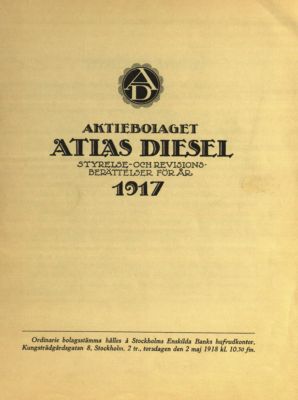 AD
AKTIEBOLAGET
ATLAS DIESEL
STYRELSE- OCH REVISIONS-
BERÄTTELSER FÖR ÅR
1917
Ordinarie bolagsstämma hålles å Stockholms Enskilda Banks hufvudkontor,
Kungsträdgårdsgatan 8, Stockholm, 2 tr., torsdagen den 2 maj 1918 kl. 10.30 fm.